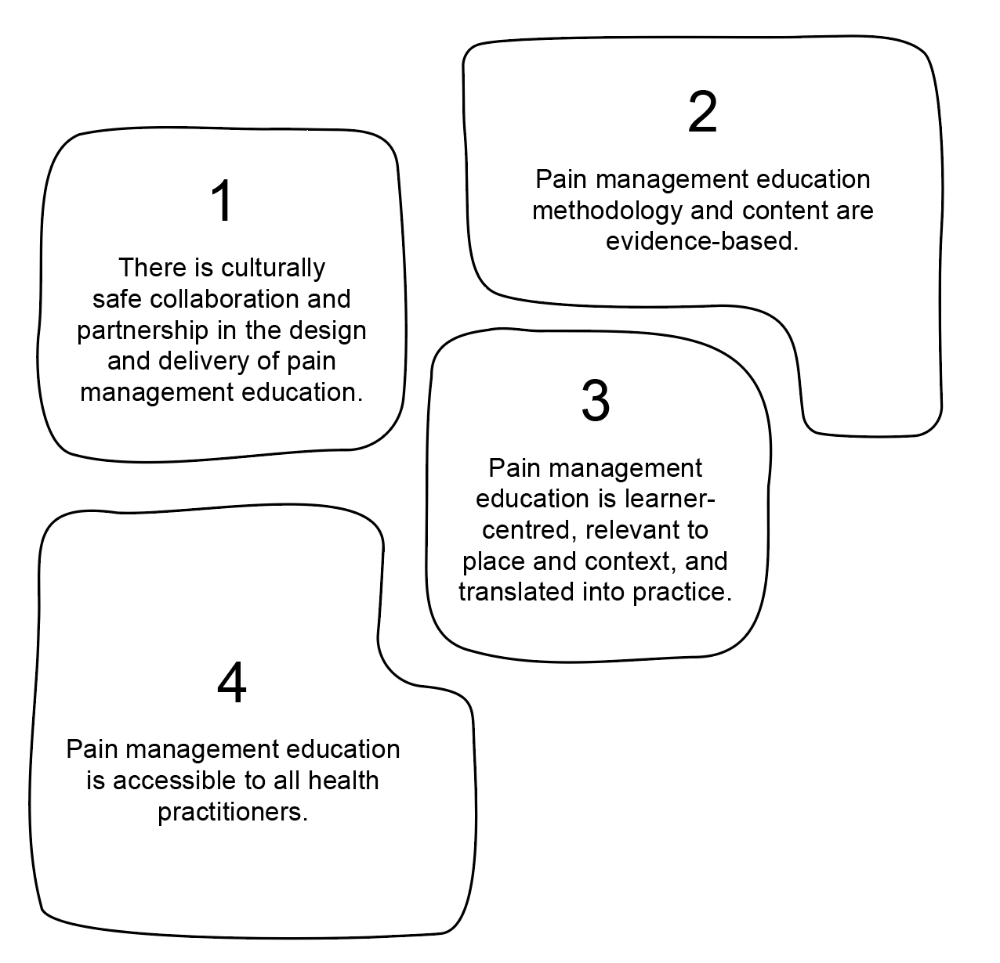 1
There is culturally
safe collaboration and
partnership in the design
and delivery of pain
management education.
2
Pain management education
methodology and content are
evidence-based.
3
Pain management
education is learner-
centred, relevant to
place and context, and
translated into practice.
4
Pain management education
is accessible to all health
practitioners.